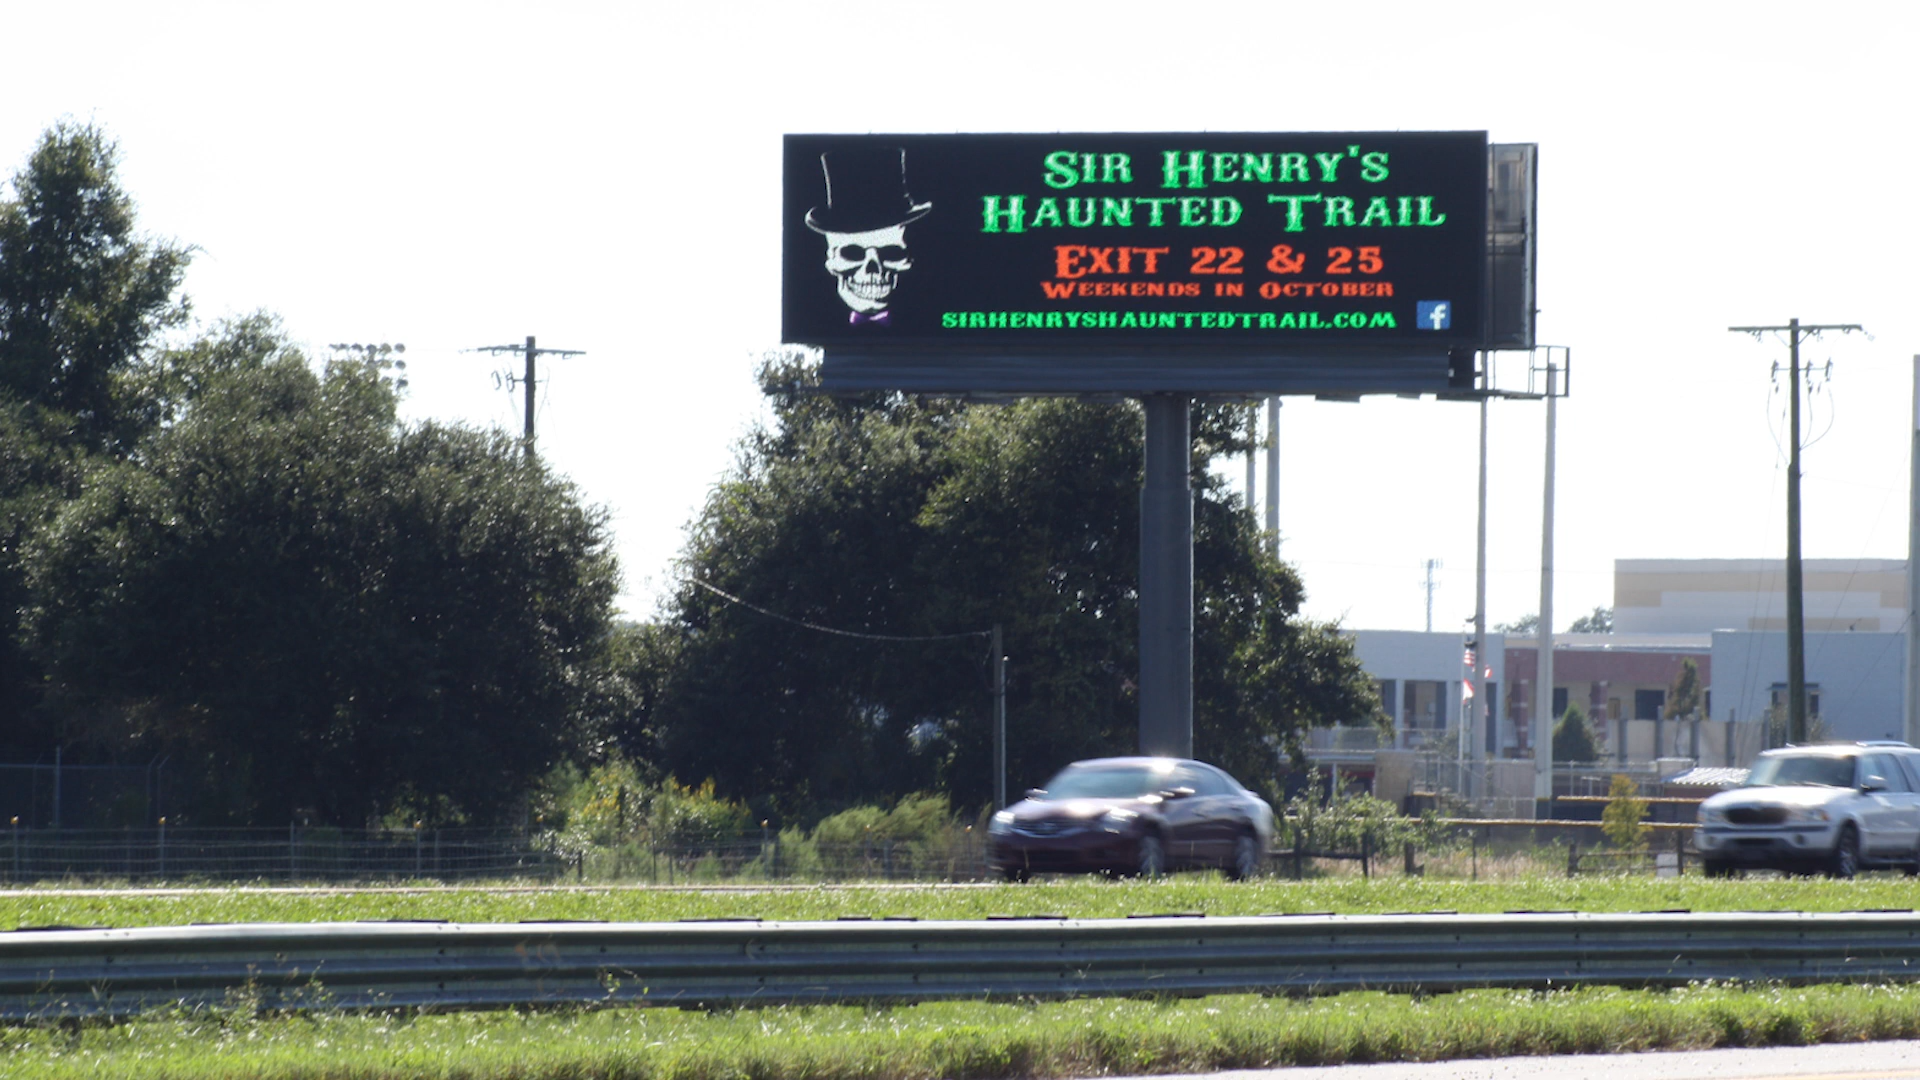 Sir Henry's
Haunted Trail
Exit 22 & 25
Weekends in October
sirhenryshauntedtrail.com f